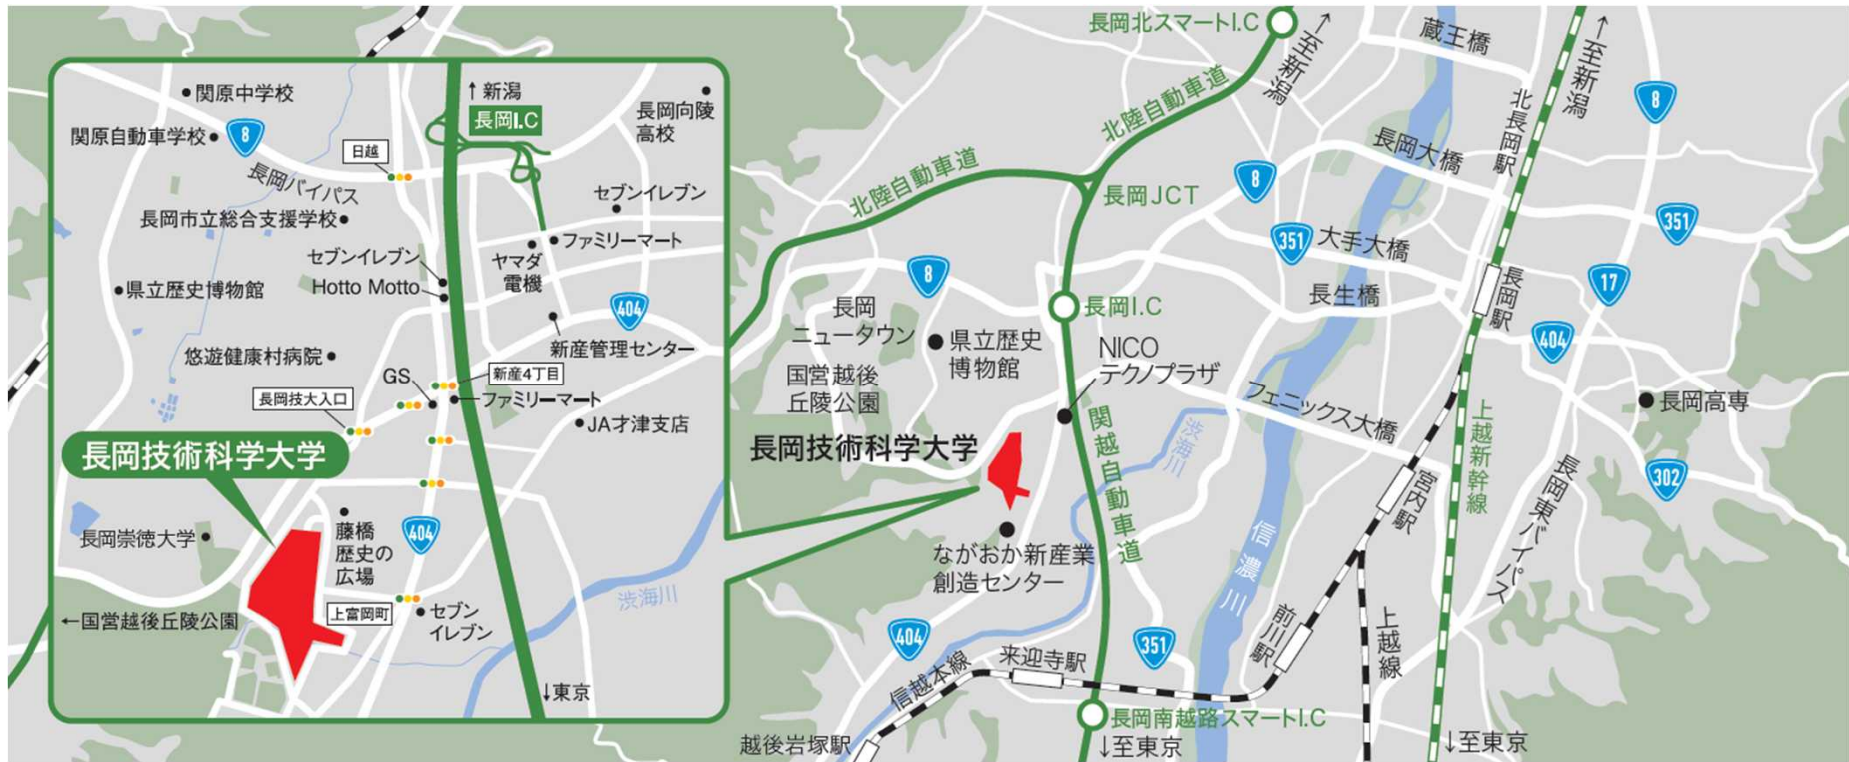 関原中学校
関原自動車学校
8
日越
長岡バイパス
長岡市立総合支援学校
↑新潟
長岡I.C
長岡向陵
高校
セブンイレブン
ファミリーマート
ヤマダ
電機
セブンイレブン
Hotto Motto
県立歴史博物館
404
新産管理センター
悠遊健康村病院
GS
新産4丁目
ファミリーマート
長岡技大入口
JA才津支店
長岡技術科学大学
長岡崇徳大学
藤橋
歴史の
広場
404
渋海川
←国営越後丘陵公園
上富岡町
セブン
イレブン
↓東京
長岡北スマートI.C
↑至新潟
蔵王橋
↑至新潟
8
北陸自動車道
北陸自動車道
長岡大橋
北長岡駅
長岡JCT
8
351
大手大橋
351
8
長岡I.C
長生橋
長岡駅
17
404
長岡
ニュータウン
県立歴史
博物館
NICO
テクノプラザ
国営越後
丘陵公園
フェニックス大橋
長岡高専
長岡技術科学大学
関越自動車道
渋海川
上越新幹線
宮内駅
長岡東バイパス
302
ながおか新産業
創造センター
信濃川
404
351
前川駅
上越線
信越本線
来迎寺駅
長岡南越路スマートI.C
越後岩塚駅
↓至東京
↓至東京